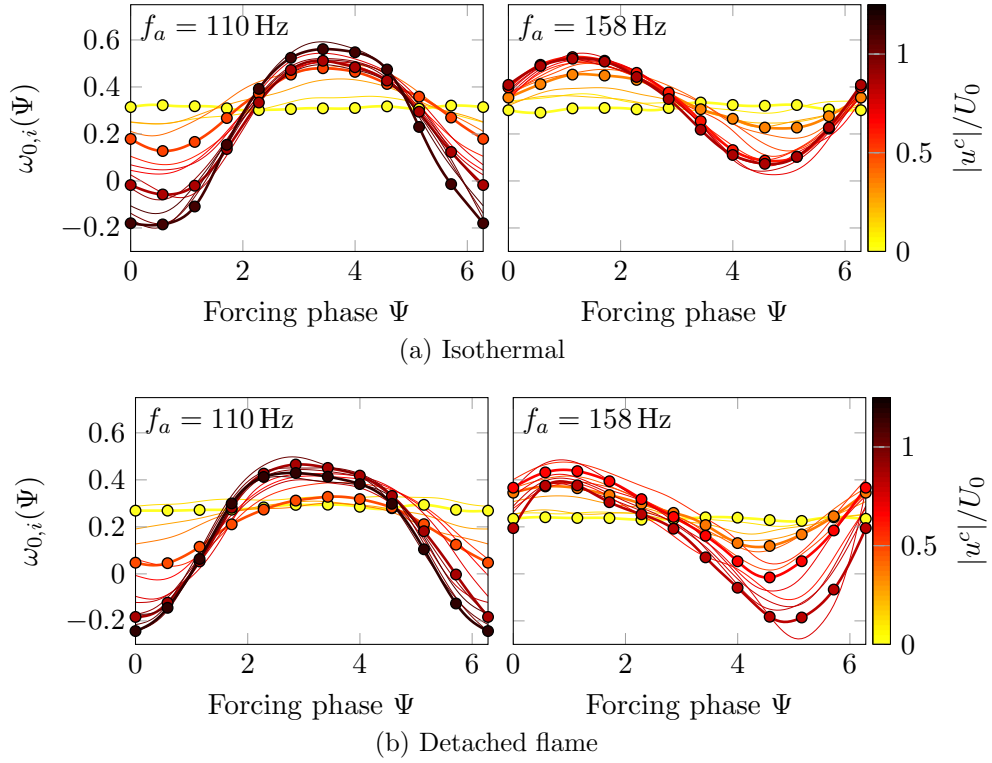 f_a = 110 Hz
f_a = 158 Hz
0.6
0.4
0.2
0
−0.2
ω_{0,i}(Ψ)
0 2 4 6
0 2 4 6
Forcing phase Ψ
Forcing phase Ψ
1
0.5
0
|u^c|/U_0
(a) Isothermal
f_a = 110 Hz
f_a = 158 Hz
0.6
0.4
0.2
0
−0.2
ω_{0,i}(Ψ)
0 2 4 6
0 2 4 6
Forcing phase Ψ
Forcing phase Ψ
1
0.5
0
|u^c|/U_0
(b) Detached flame